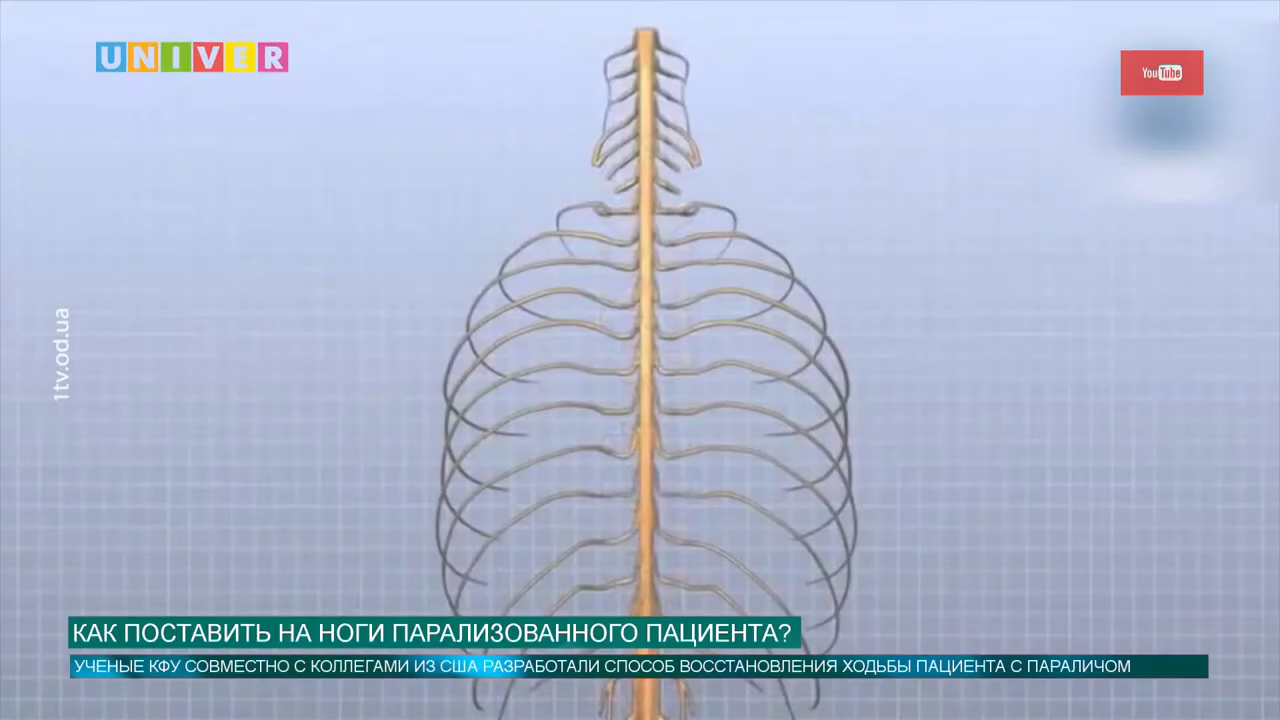 UNIVER
YouTube
1tv.od.ua
КАК ПОСТАВИТЬ НА НОГИ ПАРАЛИЗОВАННОГО ПАЦИЕНТА?
УЧЕНЫЕ КФУ СОВМЕСТНО С КОЛЛЕГАМИ ИЗ США РАЗРАБОТАЛИ СПОСОБ ВОССТАНОВЛЕНИЯ ХОДЬБЫ ПАЦИЕНТА С ПАРАЛИЧОМ